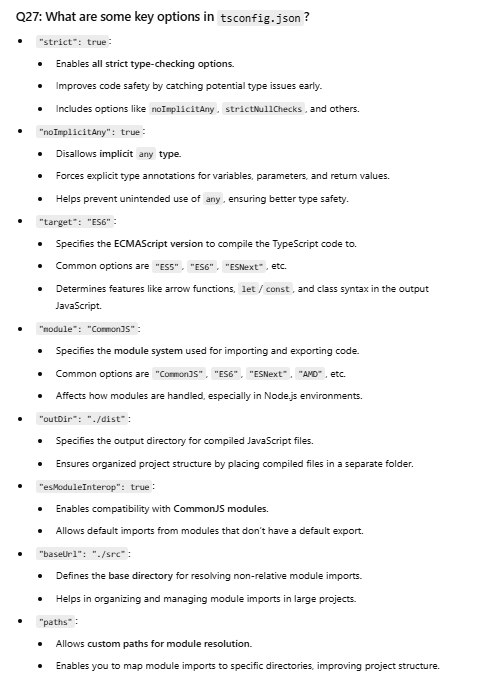 Q27: What are some key options in tsconfig.json?
"strict": true:
Enables all strict type-checking options.
Improves code safety by catching potential type issues early.
Includes options like noImplicitAny, strictNullChecks, and others.
"noImplicitAny": true:
Disallows implicit any type.
Forces explicit type annotations for variables, parameters, and return values.
Helps prevent unintended use of any, ensuring better type safety.
"target": "ES6":
Specifies the ECMAScript version to compile the TypeScript code to.
Common options are "ES5", "ES6", "ESNext", etc.
Determines features like arrow functions, let/const, and class syntax in the output
JavaScript.
"module": "CommonJS":
Specifies the module system used for importing and exporting code.
Common options are "CommonJS", "ES6", "ESNext", "AMD", etc.
Affects how modules are handled, especially in Node.js environments.
"outDir": "./dist":
Specifies the output directory for compiled JavaScript files.
Ensures organized project structure by placing compiled files in a separate folder.
"esModuleInterop": true:
Enables compatibility with CommonJS modules.
Allows default imports from modules that don't have a default export.
"baseUrl": "./src":
Defines the base directory for resolving non-relative module imports.
Helps in organizing and managing module imports in large projects.
"paths":
Allows custom paths for module resolution.
Enables you to map module imports to specific directories, improving project structure.